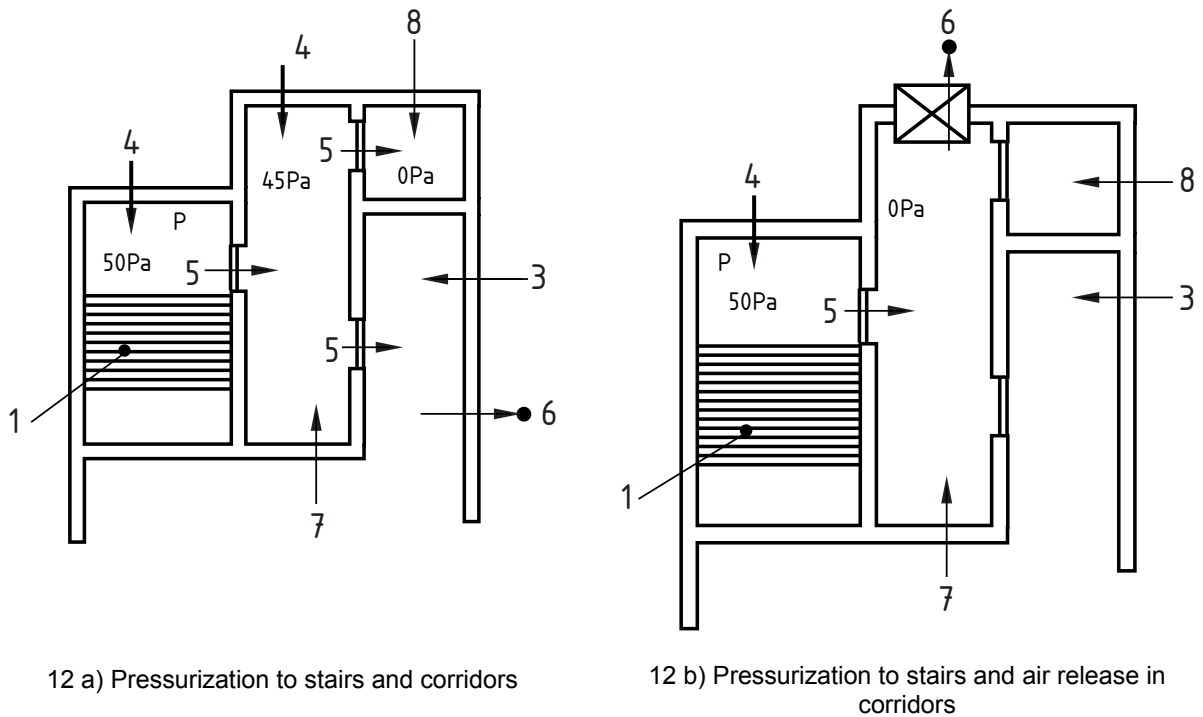 4
8
4
5
45Pa
0Pa
P
50Pa
5
3
5
1
6
7
12 a) Pressurization to stairs and corridors
6
4
8
0Pa
P
50Pa
5
3
1
7
12 b) Pressurization to stairs and air release in
corridors